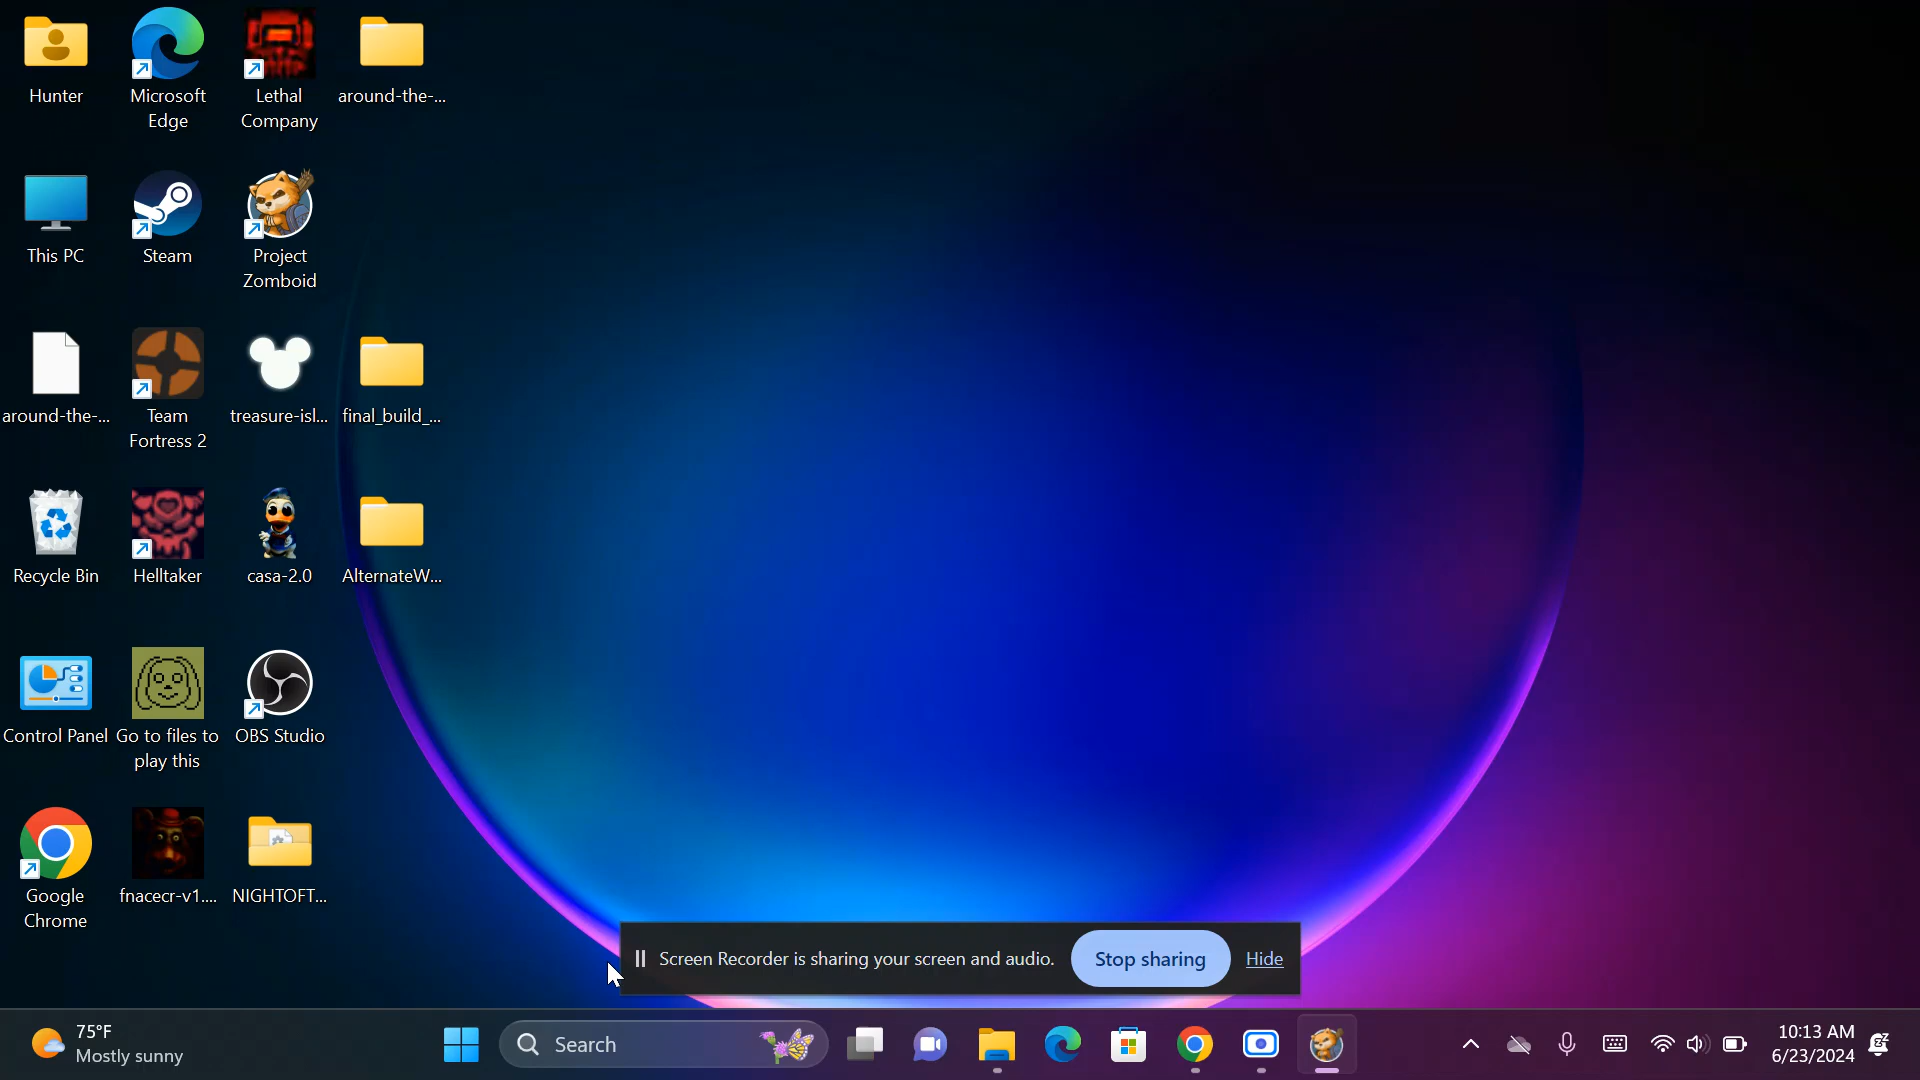 Hunter
Microsoft
Edge
Lethal
Company
around-the-...
This PC
Steam
Project
Zomboid
around-the-...
Team
Fortress 2
treasure-isl...
final_build_...
Recycle Bin
Helltaker
casa-2.0
AlternateW...
Control Panel
Go to files to
play this
OBS Studio
Google
Chrome
fnacecr-v1....
NIGHTOFT...
Screen Recorder is sharing your screen and audio.
Stop sharing
Hide
75°F
Mostly sunny
Search
10:13 AM
6/23/2024